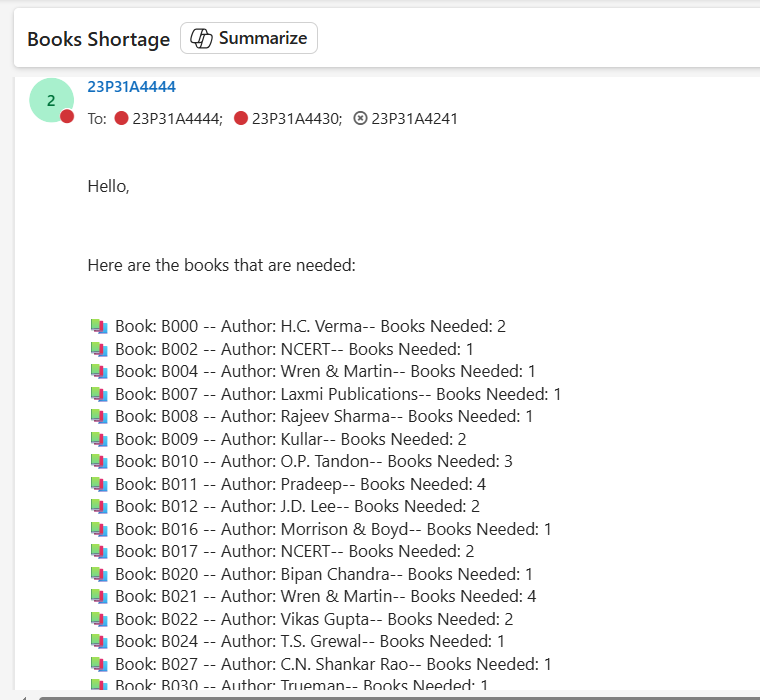 Books Shortage Summarize
2
23P31A4444
To: 23P31A4444; 23P31A4430; 23P31A4241
Hello,
Here are the books that are needed:
Book: B000 -- Author: H.C. Verma-- Books Needed: 2
Book: B002 -- Author: NCERT-- Books Needed: 1
Book: B004 -- Author: Wren & Martin-- Books Needed: 1
Book: B007 -- Author: Laxmi Publications-- Books Needed: 1
Book: B008 -- Author: Rajeev Sharma-- Books Needed: 1
Book: B009 -- Author: Kullar-- Books Needed: 2
Book: B010 -- Author: O.P. Tandon-- Books Needed: 3
Book: B011 -- Author: Pradeep-- Books Needed: 4
Book: B012 -- Author: J.D. Lee-- Books Needed: 2
Book: B016 -- Author: Morrison & Boyd-- Books Needed: 1
Book: B017 -- Author: NCERT-- Books Needed: 2
Book: B020 -- Author: Bipan Chandra-- Books Needed: 1
Book: B021 -- Author: Wren & Martin-- Books Needed: 4
Book: B022 -- Author: Vikas Gupta-- Books Needed: 2
Book: B024 -- Author: T.S. Grewal-- Books Needed: 1
Book: B027 -- Author: C.N. Shankar Rao-- Books Needed: 1
Book: B030 -- Author: Trueman-- Books Needed: 1